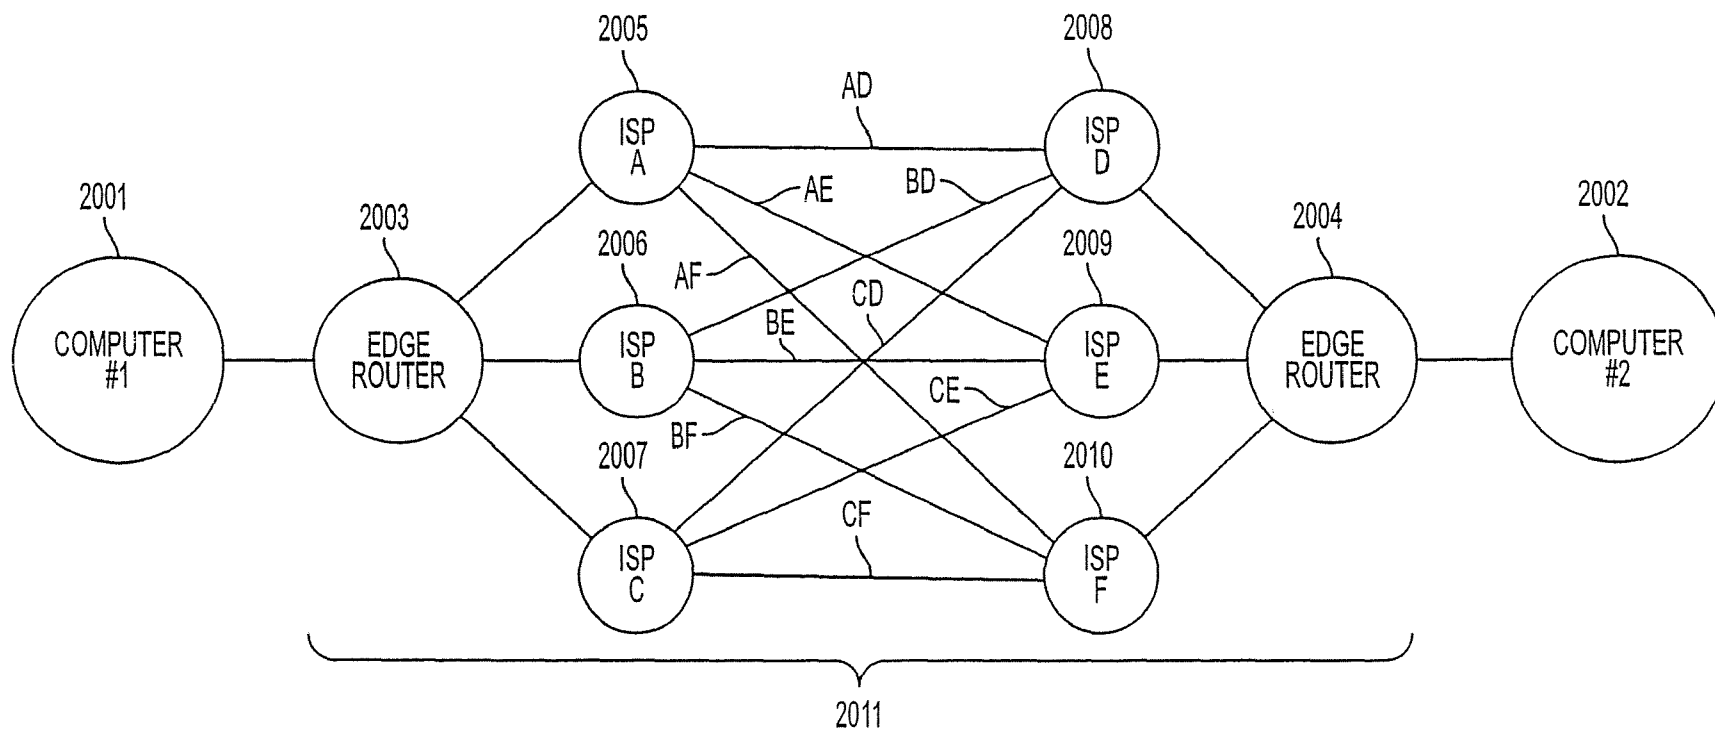 2005
2008
AD
ISP
A
ISP
D
AE
BD
2001
2003
2006
2009
2004
2002
AF
CD
BE
COMPUTER
#1
EDGE
ROUTER
ISP
B
ISP
E
EDGE
ROUTER
COMPUTER
#2
CE
BF
2007
2010
CF
ISP
C
ISP
F
2011